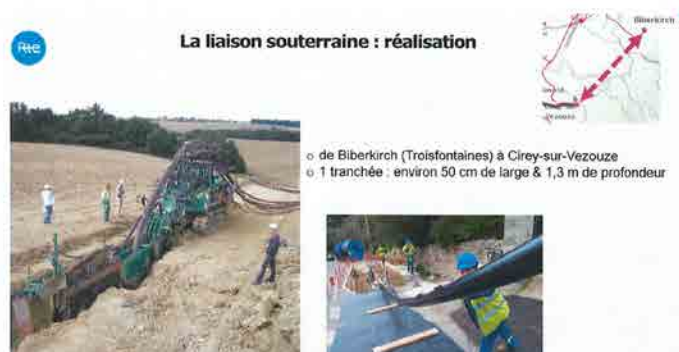 Rte
La liaison souterraine : réalisation
Biberkirch
o de Biberkirch (Troisfontaines) à Cirey-sur-Vezouze
o 1 tranchée : environ 50 cm de large & 1,3 m de profondeur